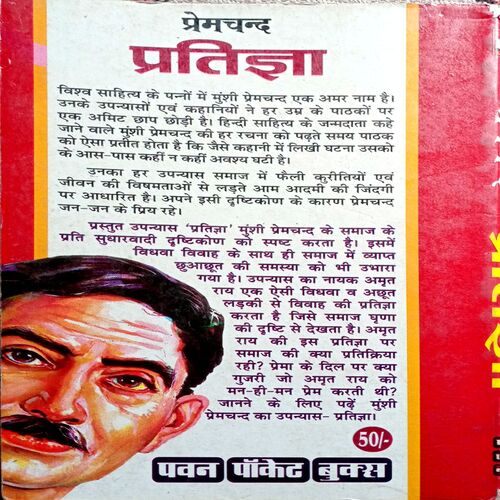 प्रेमचन्द
प्रतिज्ञा
विश्व साहित्य के पन्नों में मुंशी प्रेमचन्द एक अमर नाम है।
उनके उपन्यासों एवं कहानियों ने हर उम्र के पाठकों पर
एक अमिट छाप छोड़ी है। हिन्दी साहित्य के जन्मदाता कहे
जाने वाले मुंशी प्रेमचन्द की हर रचना को पढ़ते समय पाठक
को ऐसा प्रतीत होता है कि जैसे कहानी में लिखी घटना उसको
के आस-पास कहीं न कहीं अवश्य घटी है।
उनका हर उपन्यास समाज में फैली कुरीतियों एवं
जीवन की विषमताओं से लड़ते आम आदमी की जिंदगी
पर आधारित है। अपने इसी दृष्टिकोण के कारण प्रेमचन्द
जन-जन के प्रिय रहे।
प्रस्तुत उपन्यास 'प्रतिज्ञा' मुंशी प्रेमचन्द के समाज के
प्रति सुधारवादी दृष्टिकोण को स्पष्ट करता है। इसमें
विधवा विवाह के साथ ही समाज में व्याप्त
छुआछूत की समस्या को भी उभारा
गया है। उपन्यास का नायक अमृत
राय एक ऐसी विधवा व अछूत
लड़की से विवाह की प्रतिज्ञा
करता है जिसे समाज घृणा
की दृष्टि से देखता है। अमृत
राय की इस प्रतिज्ञा पर
समाज की क्या प्रतिक्रिया
रही? प्रेमा के दिल पर क्या
गुजरी जो अमृत राय को
मन-ही-मन प्रेम करती थी?
जानने के लिए पढ़ें मुंशी
प्रेमचन्द का उपन्यास- प्रतिज्ञा।
50/-
पवन पॉकेट बुक्स